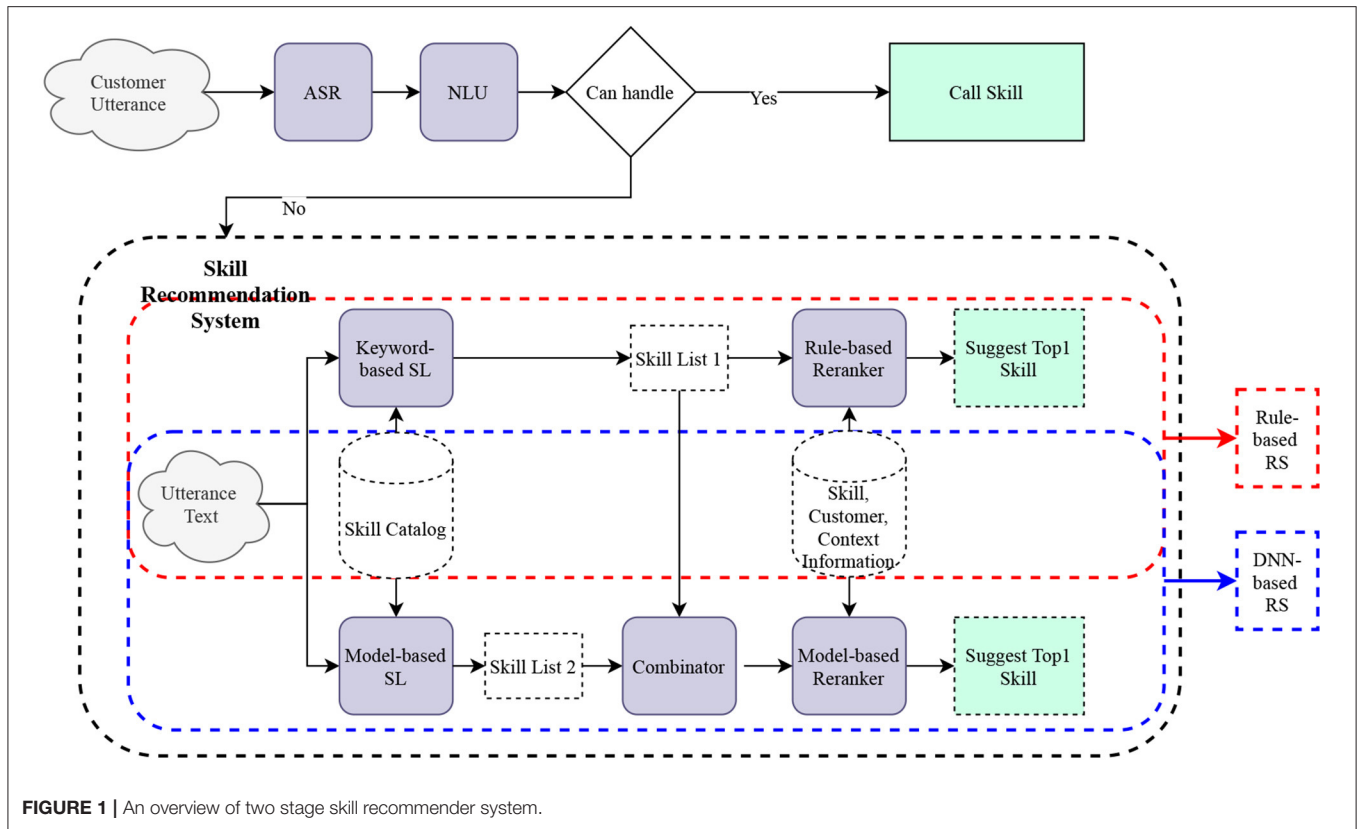 Customer
Utterance
ASR
NLU
Can handle
Yes
Call Skill
No
Skill
Recommendation
System
Keyword-
based SL
Skill List 1
Rule-based
Reranker
Suggest Top1
Skill
Rule-
based
RS
Utterance
Text
Skill Catalog
Skill,
Customer,
Context
Information
DNN-
based
RS
Model-based
SL
Skill List 2
Combinator
Model-based
Reranker
Suggest Top1
Skill
FIGURE 1 | An overview of two stage skill recommender system.